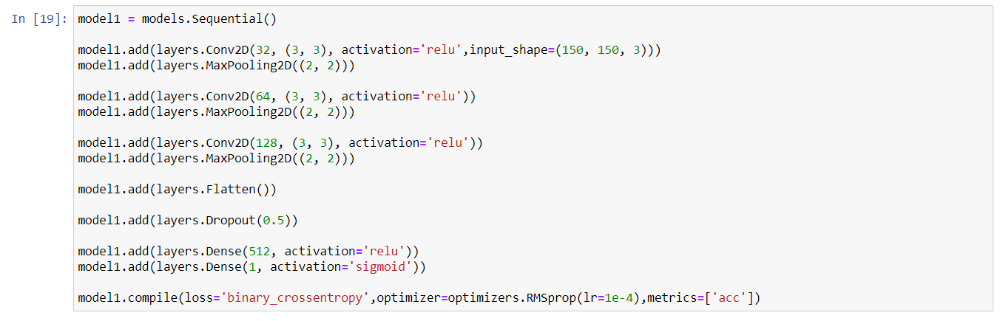 In [19]: model1 = models.Sequential()
model1.add(layers.Conv2D(32, (3, 3), activation='relu',input_shape=(150, 150, 3)))
model1.add(layers.MaxPooling2D((2, 2)))
model1.add(layers.Conv2D(64, (3, 3), activation='relu'))
model1.add(layers.MaxPooling2D((2, 2)))
model1.add(layers.Conv2D(128, (3, 3), activation='relu'))
model1.add(layers.MaxPooling2D((2, 2)))
model1.add(layers.Flatten())
model1.add(layers.Dropout(0.5))
model1.add(layers.Dense(512, activation='relu'))
model1.add(layers.Dense(1, activation='sigmoid'))
model1.compile(loss='binary_crossentropy',optimizer=optimizers.RMSprop(lr=1e-4),metrics=['acc'])